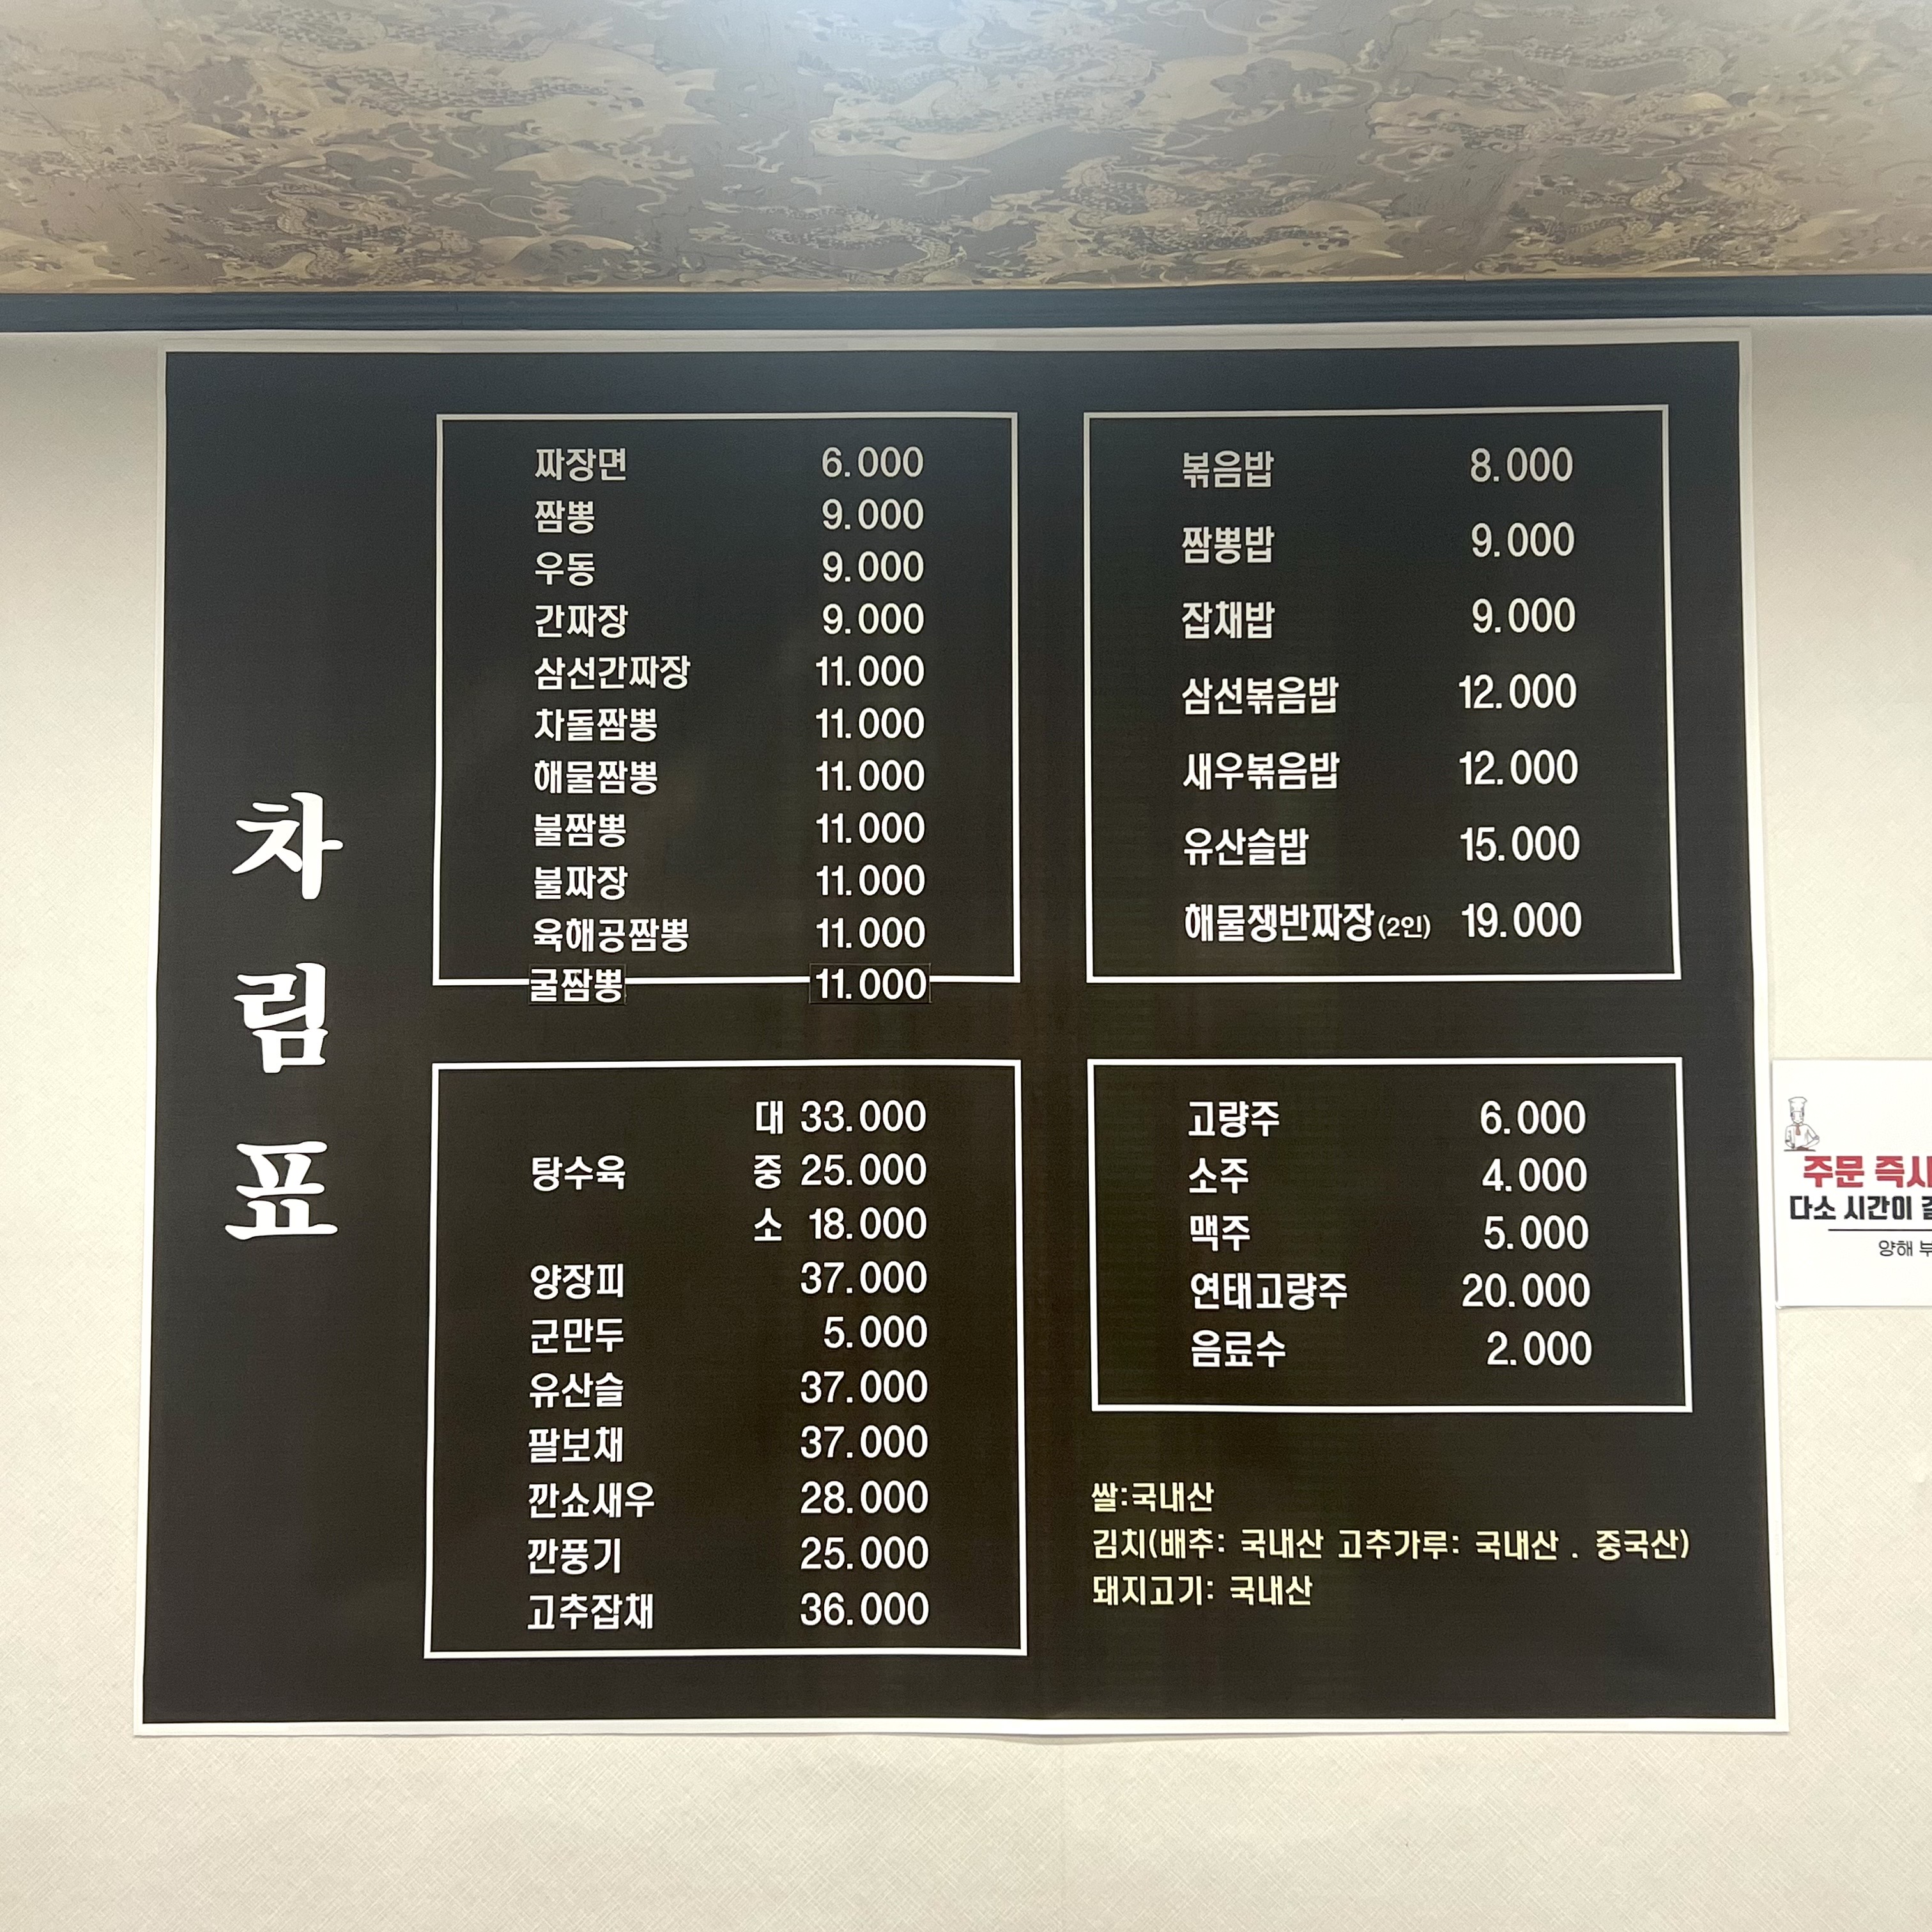 차림표
짜장면 6.000
짬뽕 9.000
우동 9.000
간짜장 9.000
삼선간짜장 11.000
차돌짬뽕 11.000
해물짬뽕 11.000
불짬뽕 11.000
불짜장 11.000
육해공짬뽕 11.000
굴짬뽕 11.000
볶음밥 8.000
짬뽕밥 9.000
잡채밥 9.000
삼선볶음밥 12.000
새우볶음밥 12.000
유산슬밥 15.000
해물쟁반짜장(2인) 19.000
대 33.000
탕수육 중 25.000
소 18.000
양장피 37.000
군만두 5.000
유산슬 37.000
팔보채 37.000
깐쇼새우 28.000
깐풍기 25.000
고추잡채 36.000
고량주 6.000
소주 4.000
맥주 5.000
연태고량주 20.000
음료수 2.000
쌀:국내산
김치(배추: 국내산 고추가루: 국내산 . 중국산)
돼지고기: 국내산
주문
다소 시간이
양해